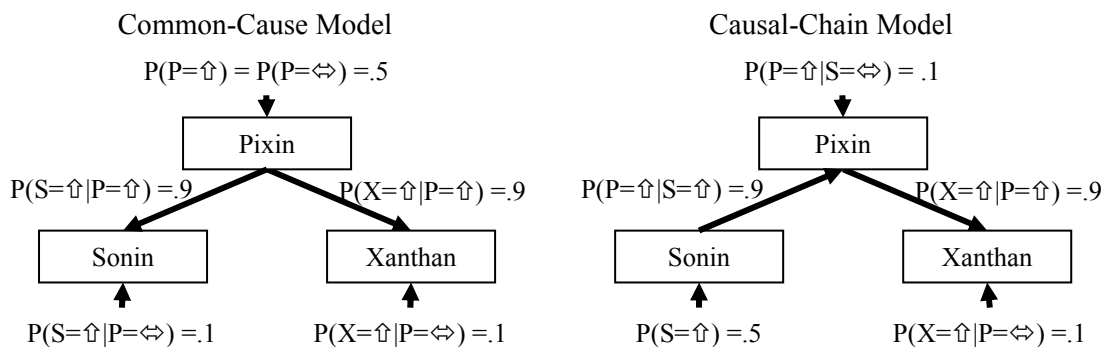 Common-Cause Model
P(P=⇧) = P(P=⬄) =.5
Pixin
P(S=⇧|P=⇧) =.9
P(X=⇧|P=⇧) =.9
Sonin
Xanthan
P(S=⇧|P=⬄) =.1
P(X=⇧|P=⬄) =.1
Causal-Chain Model
P(P=⇧|S=⬄) = .1
Pixin
P(P=⇧|S=⇧) =.9
P(X=⇧|P=⇧) =.9
Sonin
Xanthan
P(S=⇧) =.5
P(X=⇧|P=⬄) =.1